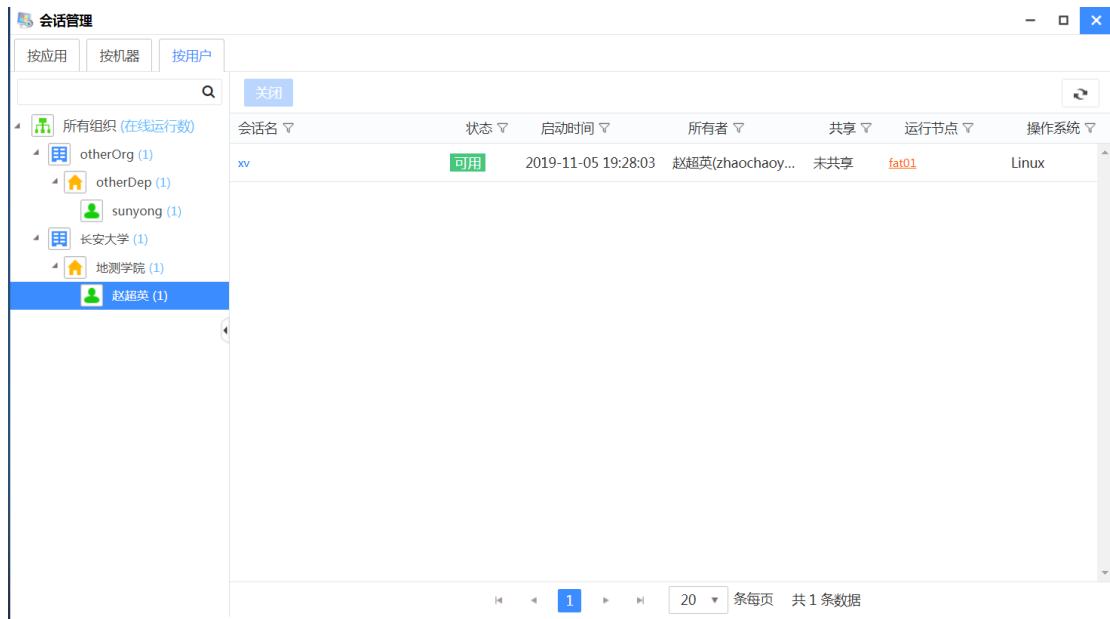 会话管理
按应用 按机器 按用户
关闭
所有组织 (在线运行数)
otherOrg (1)
otherDep (1)
sunyong (1)
长安大学 (1)
地测学院 (1)
赵超英 (1)
会话名 状态 启动时间 所有者 共享 运行节点 操作系统
xv 可用 2019-11-05 19:28:03 赵超英(zhaochaoy... 未共享 fat01 Linux
1 20 条每页 共 1 条数据